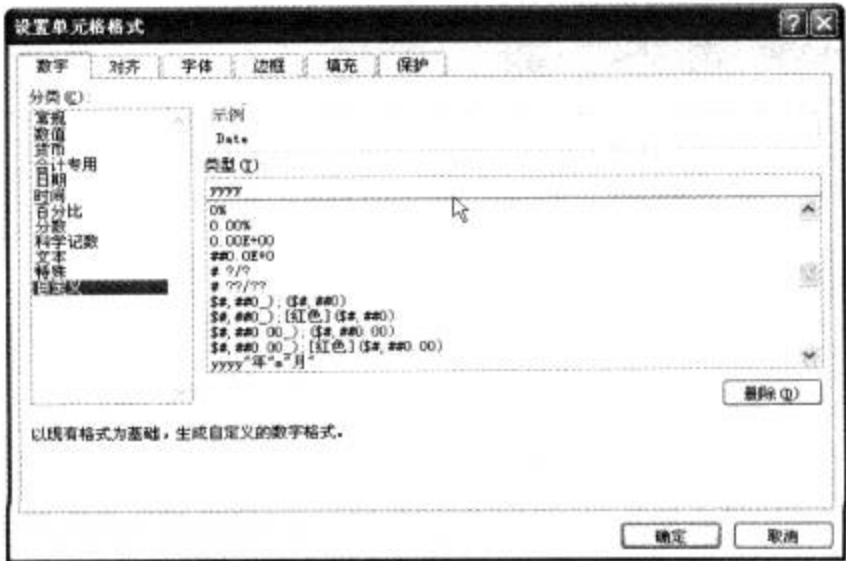 设置单元格格式
数字 对齐 字体 边框 填充 保护
分类(C):
常规
数值
货币
会计专用
日期
时间
百分比
分数
科学记数
文本
特殊
自定义
示例
Date
类型(T)
yyyy
0%
0.00%
0.00E+00
##0.0E+0
# ?/?
# ??/??
$#,##0_);($#,##0)
$#,##0_);[红色]($#,##0)
$#,##0.00_);($#,##0.00)
$#,##0.00_);[红色]($#,##0.00)
yyyy"年"m"月"
删除(D)
以现有格式为基础，生成自定义的数字格式。
确定 取消